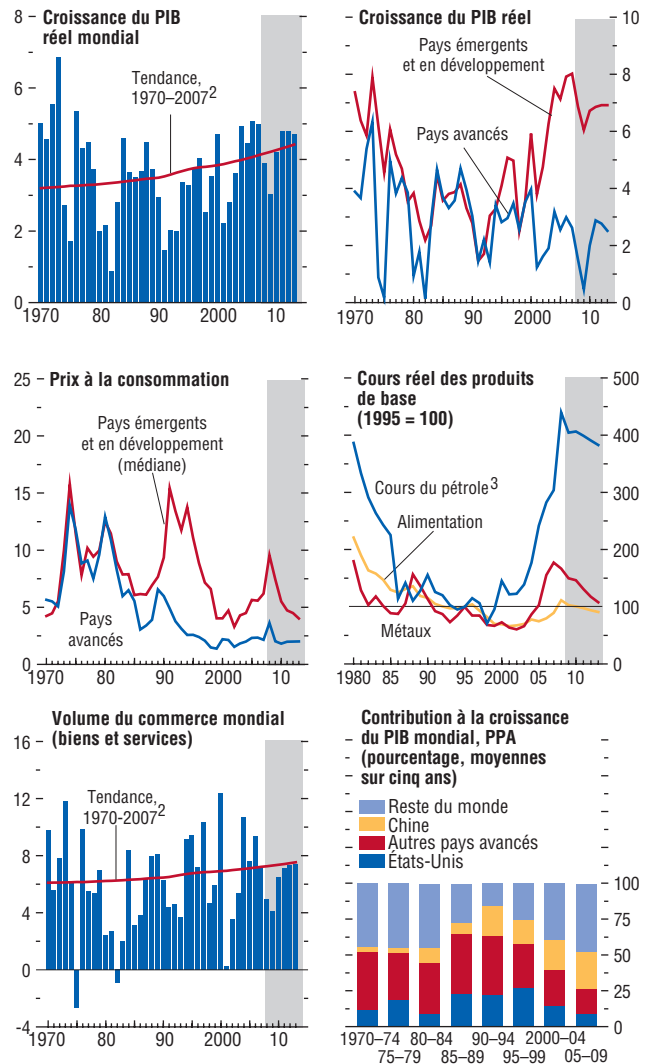 Croissance du PIB
réel mondial
Tendance,
1970–2007²
8
6
4
2
0
1970
80
90
2000
10
Croissance du PIB réel
Pays émergents
et en développement
Pays avancés
10
8
6
4
2
0
1970
80
90
2000
10
Prix à la consommation
Pays émergents
et en développement
(médiane)
Pays
avancés
25
20
15
10
5
0
1970
80
90
2000
10
Cours réel des produits
de base
(1995 = 100)
Cours du pétrole³
Alimentation
Métaux
500
400
300
200
100
0
1980
85
90
95
2000
05
10
Volume du commerce mondial
(biens et services)
Tendance,
1970-2007²
16
12
8
4
0
-4
1970
80
90
2000
10
Contribution à la croissance
du PIB mondial, PPA
(pourcentage, moyennes
sur cinq ans)
Reste du monde
Chine
Autres pays avancés
États-Unis
100
75
50
25
0
1970–74
75–79
80–84
85–89
90–94
95–99
2000–04
05–09